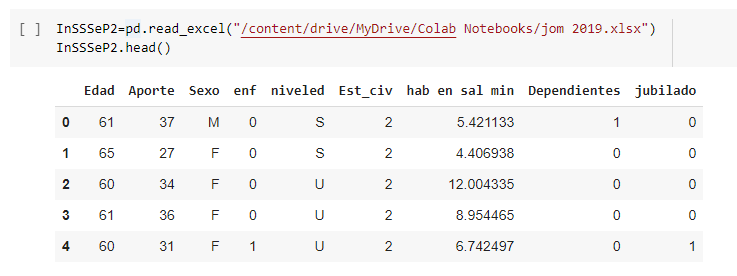 [ ] InSSSeP2=pd.read_excel("/content/drive/MyDrive/Colab Notebooks/jom 2019.xlsx")
InSSSeP2.head()
Edad Aporte Sexo enf niveled Est_civ hab en sal min Dependientes jubilado
0 61 37 M 0 S 2 5.421133 1 0
1 65 27 F 0 S 2 4.406938 0 0
2 60 34 F 0 U 2 12.004335 0 0
3 61 36 F 0 U 2 8.954465 0 0
4 60 31 F 1 U 2 6.742497 0 1